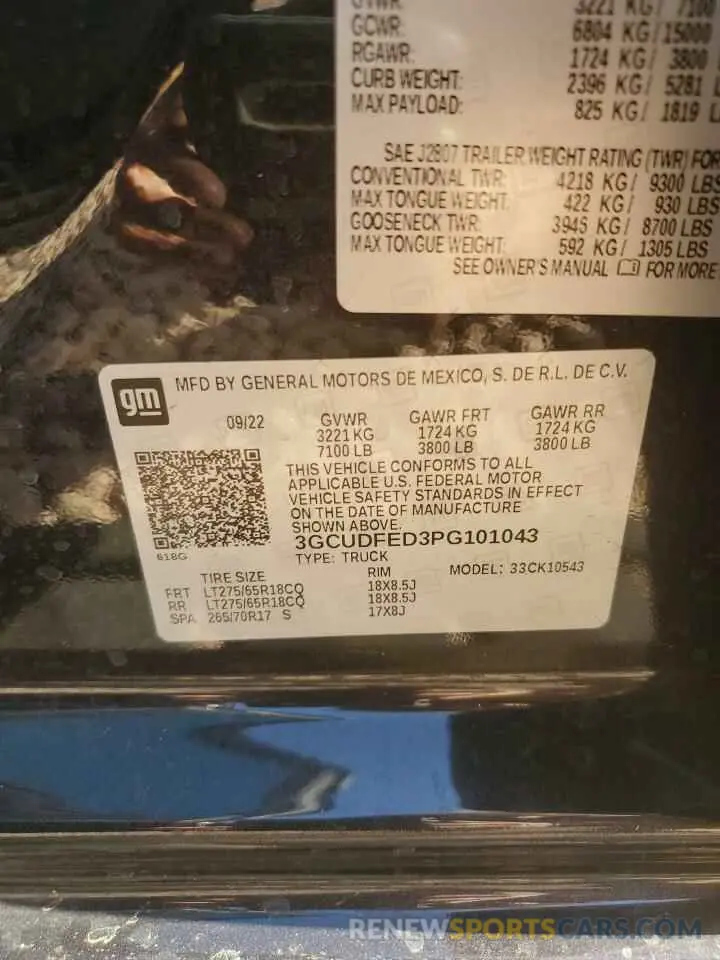 GVWR: 3221 KG/ 7100
GCWR: 6804 KG/15000
RGAWR: 1724 KG/ 3800
CURB WEIGHT: 2396 KG/ 5281 L
MAX PAYLOAD: 825 KG/ 1819 L
SAE J2807 TRAILER WEIGHT RATING (TWR) FOR
CONVENTIONAL TWR: 4218 KG/ 9300 LBS
MAX TONGUE WEIGHT: 422 KG/ 930 LBS
GOOSENECK TWR: 3945 KG/ 8700 LBS
MAX TONGUE WEIGHT: 592 KG/ 1305 LBS
SEE OWNER'S MANUAL FOR MORE
gm
MFD BY GENERAL MOTORS DE MEXICO, S. DE R.L. DE C.V.
09/22 GVWR GAWR FRT GAWR RR
3221 KG 1724 KG 1724 KG
7100 LB 3800 LB 3800 LB
THIS VEHICLE CONFORMS TO ALL
APPLICABLE U.S. FEDERAL MOTOR
VEHICLE SAFETY STANDARDS IN EFFECT
ON THE DATE OF MANUFACTURE
SHOWN ABOVE.
618G
3GCUDFED3PG101043
TYPE: TRUCK MODEL: 33CK10543
TIRE SIZE RIM
FRT LT275/65R18CQ 18X8.5J
RR LT275/65R18CQ 18X8.5J
SPA 265/70R17 S 17X8J
RENEWSPORTSCARS.COM